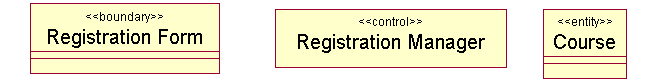 <<boundary>>
Registration Form
<<control>>
Registration Manager
<<entity>>
Course